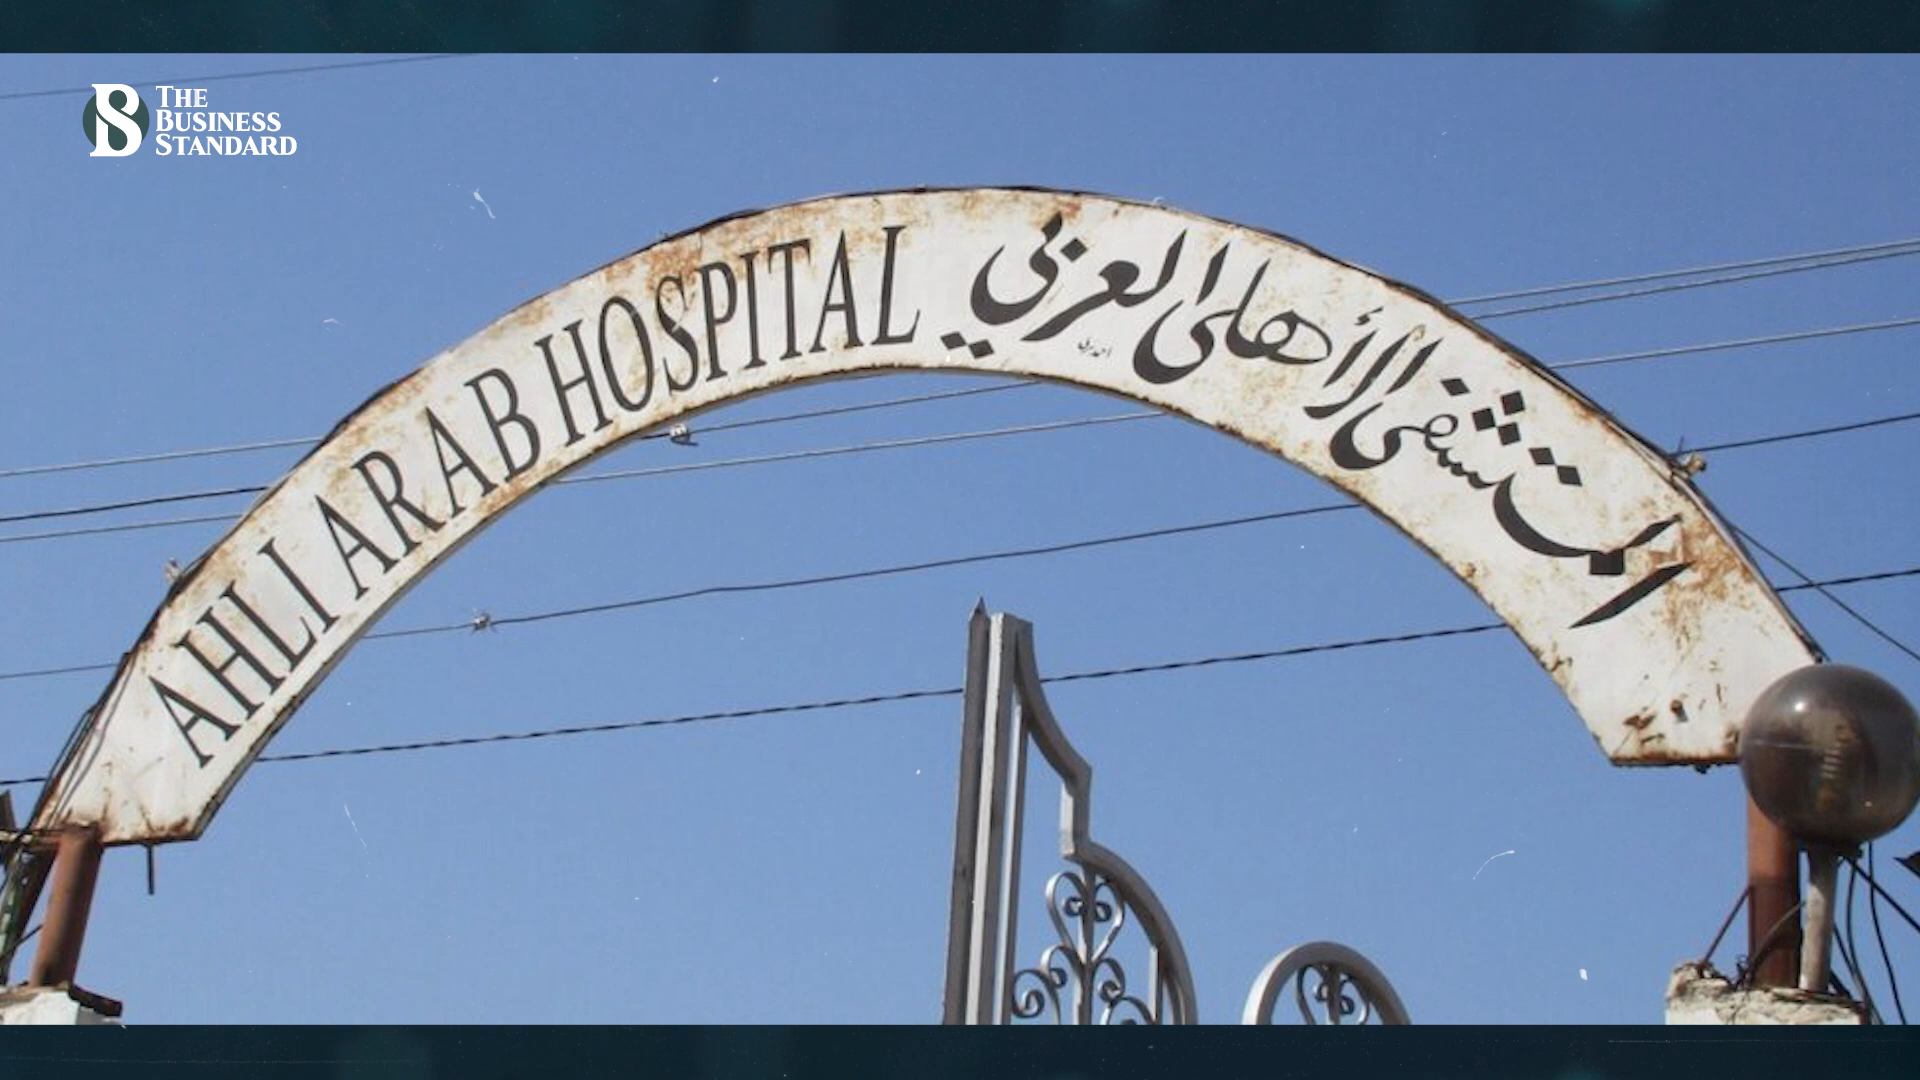 THE
BUSINESS
STANDARD
AHLI ARAB HOSPITAL
المستشفى الأهلي العربي